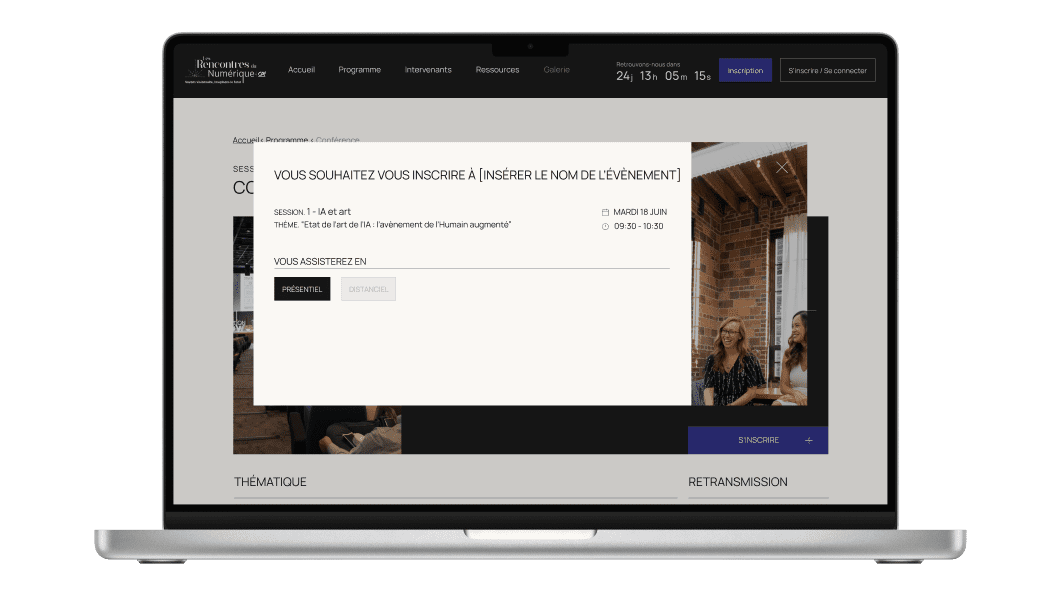 Les
Rencontres du
Numérique
Accueil
Programme
Intervenants
Ressources
Galerie
Retrouvons-nous dans
24j 13h 05m 15s
Inscription
S'inscrire / Se connecter
Accueil < Programme < Conférence
SESS
CO
VOUS SOUHAITEZ VOUS INSCRIRE À [INSÉRER LE NOM DE L'ÉVÈNEMENT]
SESSION. 1 - IA et art
THÈME. "Etat de l'art de l'IA : l'avènement de l'Humain augmenté"
MARDI 18 JUIN
09:30 - 10:30
VOUS ASSISTEREZ EN
PRÉSENTIEL
DISTANCIEL
S'INSCRIRE +
THÉMATIQUE
RETRANSMISSION